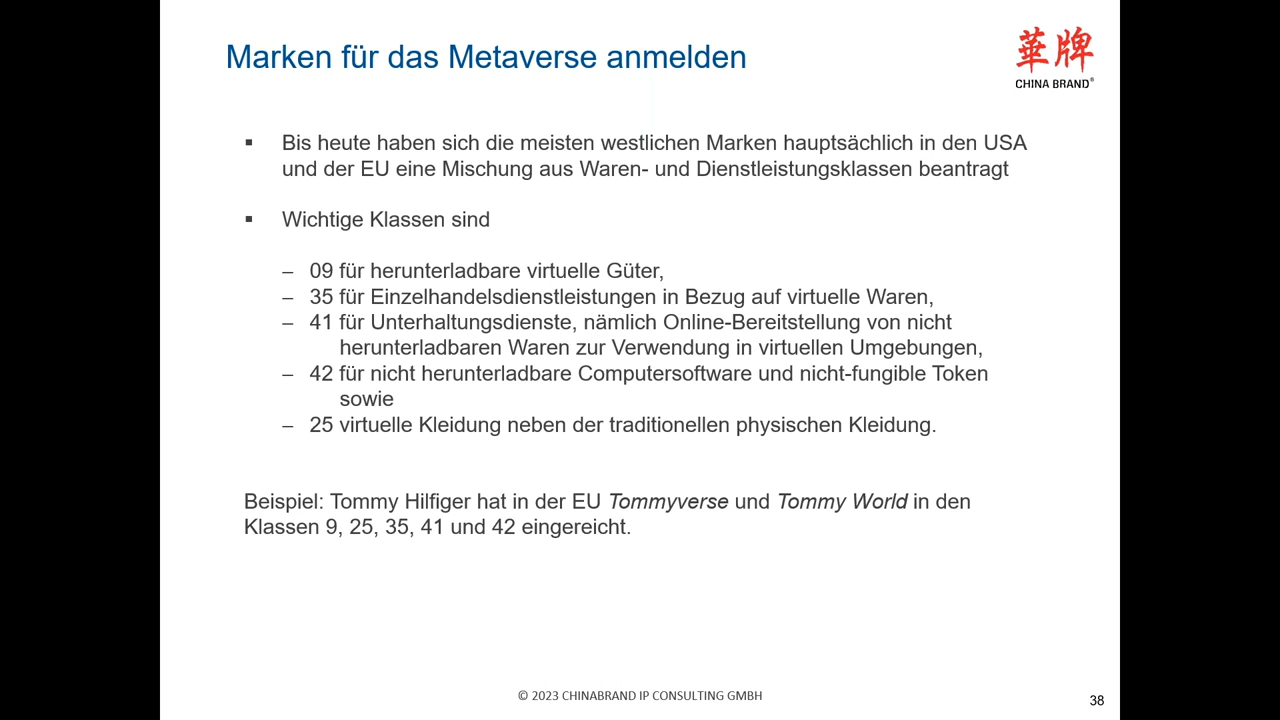 Marken für das Metaverse anmelden
華牌
CHINA BRAND®
▪ Bis heute haben sich die meisten westlichen Marken hauptsächlich in den USA
und der EU eine Mischung aus Waren- und Dienstleistungsklassen beantragt
▪ Wichtige Klassen sind
– 09 für herunterladbare virtuelle Güter,
– 35 für Einzelhandelsdienstleistungen in Bezug auf virtuelle Waren,
– 41 für Unterhaltungsdienste, nämlich Online-Bereitstellung von nicht
herunterladbaren Waren zur Verwendung in virtuellen Umgebungen,
– 42 für nicht herunterladbare Computersoftware und nicht-fungible Token
sowie
– 25 virtuelle Kleidung neben der traditionellen physischen Kleidung.
Beispiel: Tommy Hilfiger hat in der EU Tommyverse und Tommy World in den
Klassen 9, 25, 35, 41 und 42 eingereicht.
© 2023 CHINABRAND IP CONSULTING GMBH
38